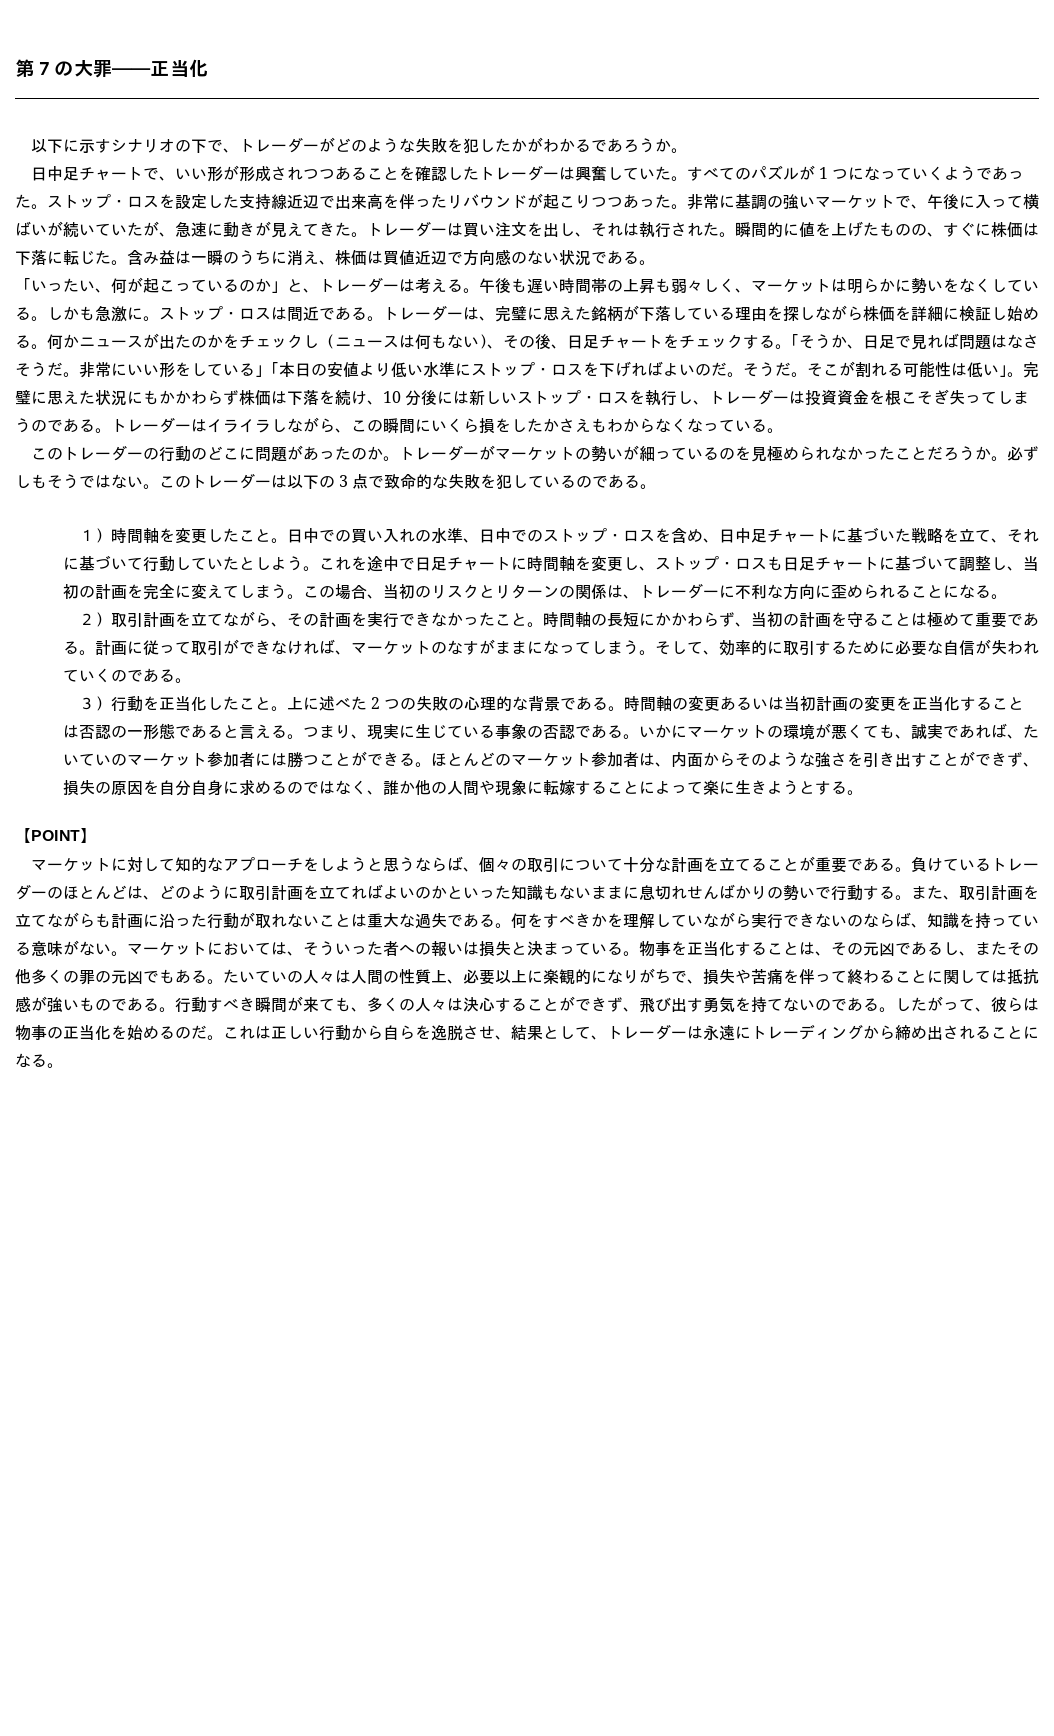 第7の大罪——正当化
　以下に示すシナリオの下で、トレーダーがどのような失敗を犯したかがわかるであろうか。
　日中足チャートで、いい形が形成されつつあることを確認したトレーダーは興奮していた。すべてのパズルが 1 つになっていくようであっ
た。ストップ・ロスを設定した支持線近辺で出来高を伴ったリバウンドが起こりつつあった。非常に基調の強いマーケットで、午後に入って横
ばいが続いていたが、急速に動きが見えてきた。トレーダーは買い注文を出し、それは執行された。瞬間的に値を上げたものの、すぐに株価は
下落に転じた。含み益は一瞬のうちに消え、株価は買値近辺で方向感のない状況である。
「いったい、何が起こっているのか」と、トレーダーは考える。午後も遅い時間帯の上昇も弱々しく、マーケットは明らかに勢いをなくしてい
る。しかも急激に。ストップ・ロスは間近である。トレーダーは、完璧に思えた銘柄が下落している理由を探しながら株価を詳細に検証し始め
る。何かニュースが出たのかをチェックし（ニュースは何もない）、その後、日足チャートをチェックする。「そうか、日足で見れば問題はなさ
そうだ。非常にいい形をしている」「本日の安値より低い水準にストップ・ロスを下げればよいのだ。そうだ。そこが割れる可能性は低い」。完
璧に思えた状況にもかかわらず株価は下落を続け、10 分後には新しいストップ・ロスを執行し、トレーダーは投資資金を根こそぎ失ってしま
うのである。トレーダーはイライラしながら、この瞬間にいくら損をしたかさえもわからなくなっている。
　このトレーダーの行動のどこに問題があったのか。トレーダーがマーケットの勢いが細っているのを見極められなかったことだろうか。必ず
しもそうではない。このトレーダーは以下の 3 点で致命的な失敗を犯しているのである。
　1）時間軸を変更したこと。日中での買い入れの水準、日中でのストップ・ロスを含め、日中足チャートに基づいた戦略を立て、それ
に基づいて行動していたとしよう。これを途中で日足チャートに時間軸を変更し、ストップ・ロスも日足チャートに基づいて調整し、当
初の計画を完全に変えてしまう。この場合、当初のリスクとリターンの関係は、トレーダーに不利な方向に歪められることになる。
　2）取引計画を立てながら、その計画を実行できなかったこと。時間軸の長短にかかわらず、当初の計画を守ることは極めて重要であ
る。計画に従って取引ができなければ、マーケットのなすがままになってしまう。そして、効率的に取引するために必要な自信が失われ
ていくのである。
　3）行動を正当化したこと。上に述べた 2 つの失敗の心理的な背景である。時間軸の変更あるいは当初計画の変更を正当化すること
は否認の一形態であると言える。つまり、現実に生じている事象の否認である。いかにマーケットの環境が悪くても、誠実であれば、た
いていのマーケット参加者には勝つことができる。ほとんどのマーケット参加者は、内面からそのような強さを引き出すことができず、
損失の原因を自分自身に求めるのではなく、誰か他の人間や現象に転嫁することによって楽に生きようとする。
【POINT】
　マーケットに対して知的なアプローチをしようと思うならば、個々の取引について十分な計画を立てることが重要である。負けているトレー
ダーのほとんどは、どのように取引計画を立てればよいのかといった知識もないままに息切れせんばかりの勢いで行動する。また、取引計画を
立てながらも計画に沿った行動が取れないことは重大な過失である。何をすべきかを理解していながら実行できないのならば、知識を持ってい
る意味がない。マーケットにおいては、そういった者への報いは損失と決まっている。物事を正当化することは、その元凶であるし、またその
他多くの罪の元凶でもある。たいていの人々は人間の性質上、必要以上に楽観的になりがちで、損失や苦痛を伴って終わることに関しては抵抗
感が強いものである。行動すべき瞬間が来ても、多くの人々は決心することができず、飛び出す勇気を持てないのである。したがって、彼らは
物事の正当化を始めるのだ。これは正しい行動から自らを逸脱させ、結果として、トレーダーは永遠にトレーディングから締め出されることに
なる。